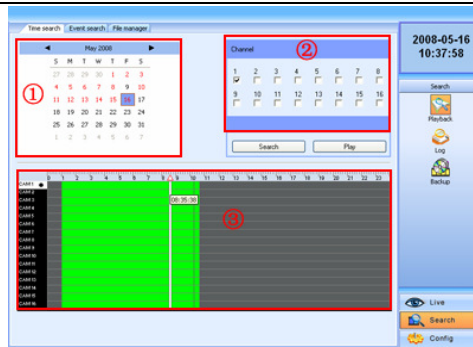 Time search Event search File manager
May 2008
S M T W T F S
27 28 29 30 1 2 3
4 5 6 7 8 9 10
11 12 13 14 15 16 17
18 19 20 21 22 23 24
25 26 27 28 29 30 31
1 2 3 4 5 6 7
①
Channel
②
1 2 3 4 5 6 7 8
9 10 11 12 13 14 15 16
Search Play
2008-05-16
10:37:58
Search
Playback
Log
Backup
0 1 2 3 4 5 6 7 8 9 10 11 12 13 14 15 16 17 18 19 20 21 22 23
CAM1
CAM2
CAM3
CAM4
CAM5
CAM6
CAM7
CAM8
CAM9
CAM10
CAM11
CAM12
CAM13
CAM14
CAM15
CAM16
08:35:38
③
Live
Search
Config